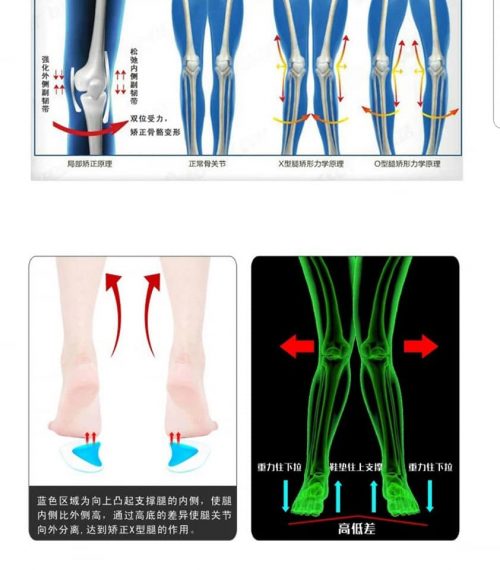 强化外侧副韧带
松弛内侧副韧带
双位受力,
矫正骨骼变形
局部矫正原理
正常骨关节
X型腿矫形力学原理
O型腿矫形力学原理
蓝色区域为向上凸起支撑腿的内侧,使腿
内侧比外侧高,通过高底的差异使腿关节
向外分离,达到矫正X型腿的作用。
重力往下拉
鞋垫往上支撑
重力往下拉
高低差